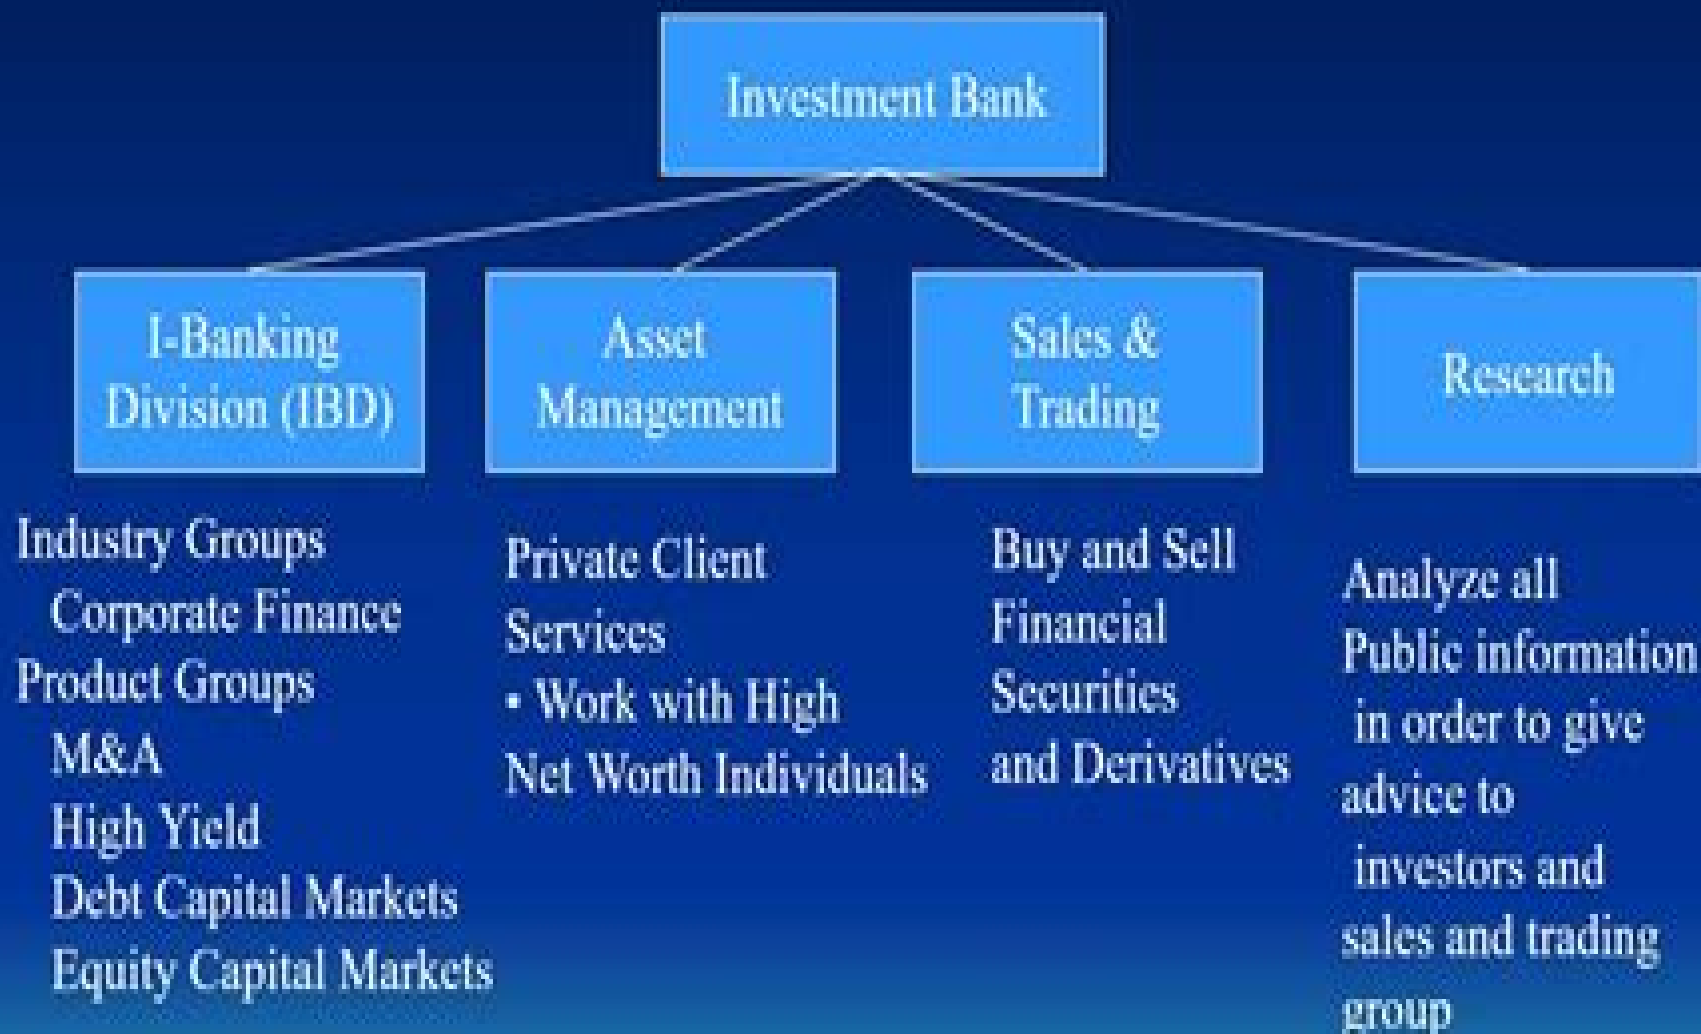 Investment Bank
I-Banking
Division (IBD)
Industry Groups
Corporate Finance
Product Groups
M&A
High Yield
Debt Capital Markets
Equity Capital Markets
Asset
Management
Private Client
Services
• Work with High
Net Worth Individuals
Sales &
Trading
Buy and Sell
Financial
Securities
and Derivatives
Research
Analyze all
Public information
in order to give
advice to
investors and
sales and trading
group